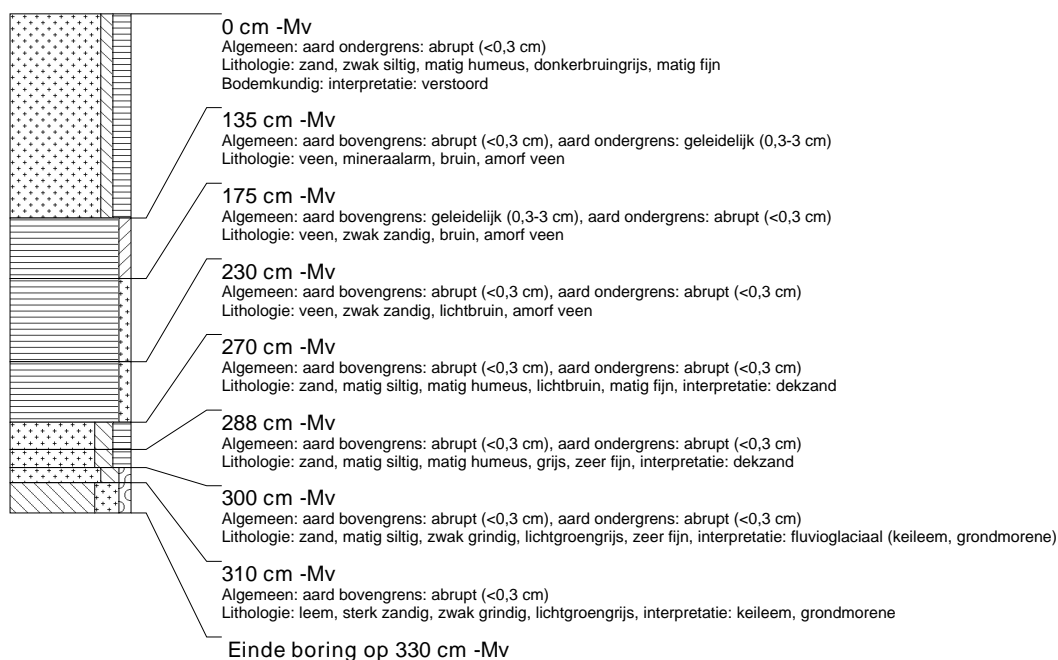 0 cm -Mv
Algemeen: aard ondergrens: abrupt (<0,3 cm)
Lithologie: zand, zwak siltig, matig humeus, donkerbruingrijs, matig fijn
Bodemkundig: interpretatie: verstoord
135 cm -Mv
Algemeen: aard bovengrens: abrupt (<0,3 cm), aard ondergrens: geleidelijk (0,3-3 cm)
Lithologie: veen, mineraalarm, bruin, amorf veen
175 cm -Mv
Algemeen: aard bovengrens: geleidelijk (0,3-3 cm), aard ondergrens: abrupt (<0,3 cm)
Lithologie: veen, zwak zandig, bruin, amorf veen
230 cm -Mv
Algemeen: aard bovengrens: abrupt (<0,3 cm), aard ondergrens: abrupt (<0,3 cm)
Lithologie: veen, zwak zandig, lichtbruin, amorf veen
270 cm -Mv
Algemeen: aard bovengrens: abrupt (<0,3 cm), aard ondergrens: abrupt (<0,3 cm)
Lithologie: zand, matig siltig, matig humeus, lichtbruin, matig fijn, interpretatie: dekzand
288 cm -Mv
Algemeen: aard bovengrens: abrupt (<0,3 cm), aard ondergrens: abrupt (<0,3 cm)
Lithologie: zand, matig siltig, matig humeus, grijs, zeer fijn, interpretatie: dekzand
300 cm -Mv
Algemeen: aard bovengrens: abrupt (<0,3 cm), aard ondergrens: abrupt (<0,3 cm)
Lithologie: zand, matig siltig, zwak grindig, lichtgroengrijs, zeer fijn, interpretatie: fluvioglaciaal (keileem, grondmorene)
310 cm -Mv
Algemeen: aard bovengrens: abrupt (<0,3 cm)
Lithologie: leem, sterk zandig, zwak grindig, lichtgroengrijs, interpretatie: keileem, grondmorene
Einde boring op 330 cm -Mv